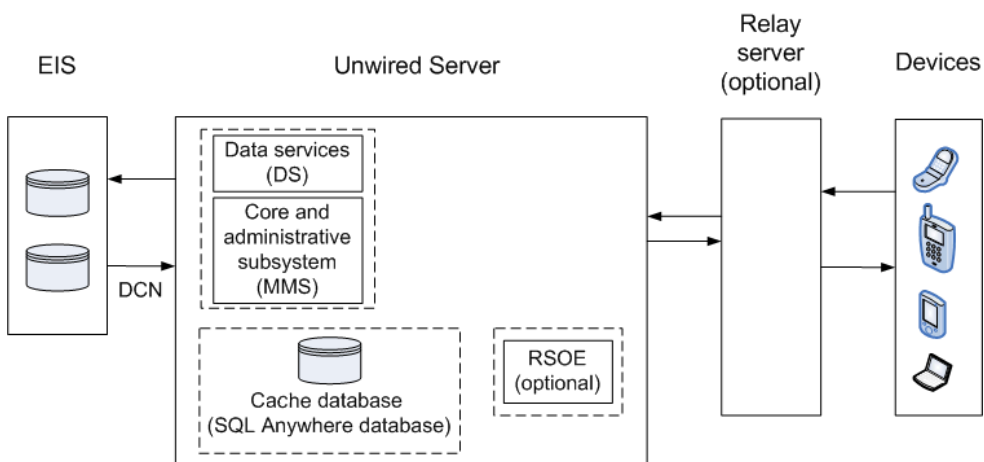 EIS
Unwired Server
Relay
server
(optional)
Devices
Data services
(DS)
Core and
administrative
subsystem
(MMS)
DCN
Cache database
(SQL Anywhere database)
RSOE
(optional)